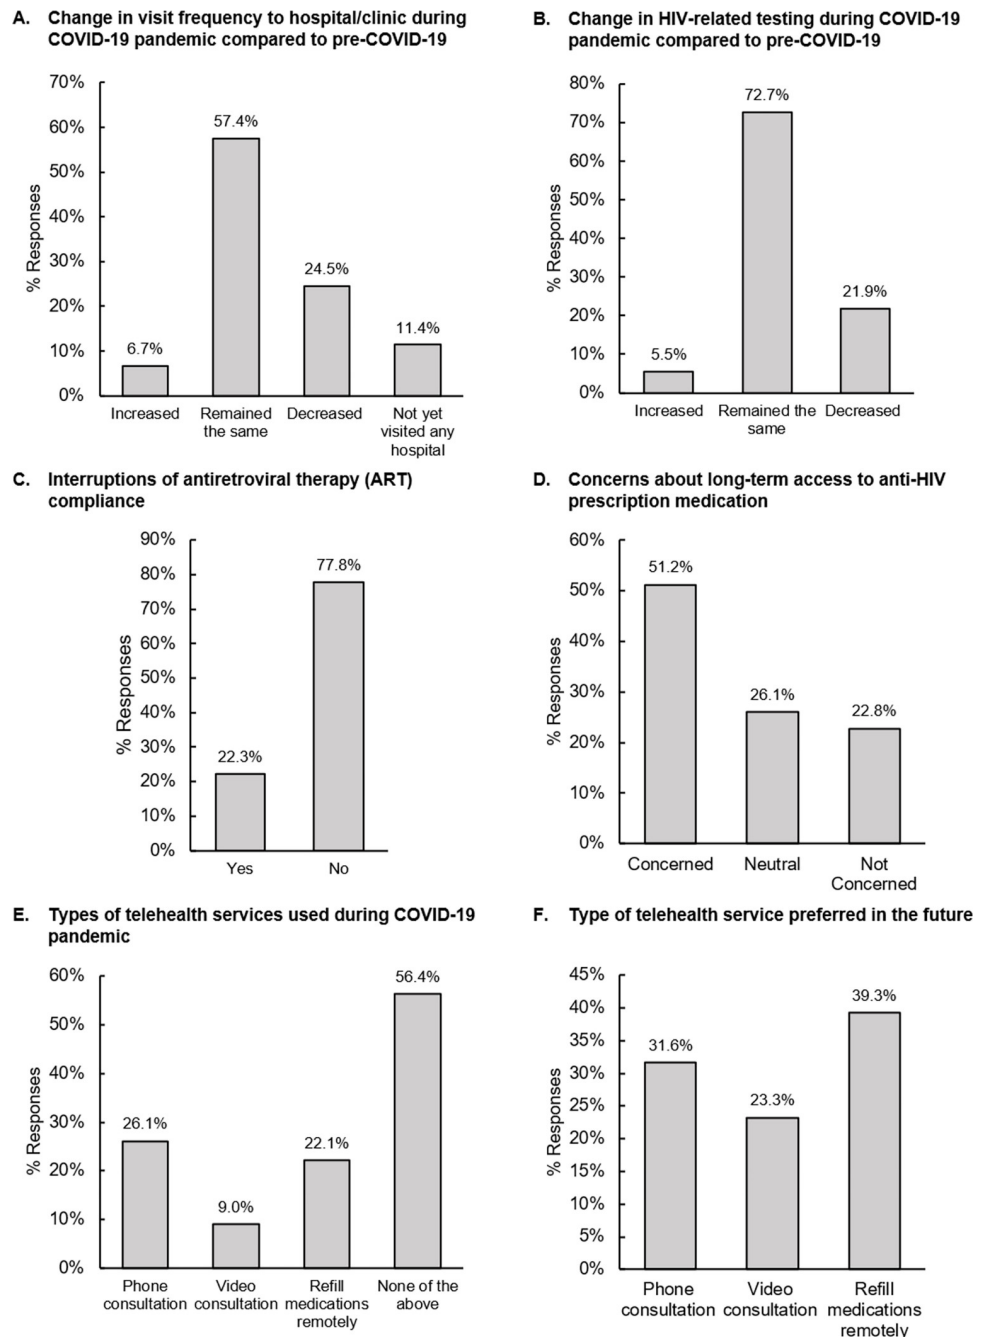 A. Change in visit frequency to hospital/clinic during
COVID-19 pandemic compared to pre-COVID-19
% Responses
70%
60%
50%
40%
30%
20%
10%
0%
6.7%
57.4%
24.5%
11.4%
Increased
Remained
the same
Decreased
Not yet
visited any
hospital
B. Change in HIV-related testing during COVID-19
pandemic compared to pre-COVID-19
% Responses
80%
70%
60%
50%
40%
30%
20%
10%
0%
5.5%
72.7%
21.9%
Increased
Remained the
same
Decreased
C. Interruptions of antiretroviral therapy (ART)
compliance
% Responses
90%
80%
70%
60%
50%
40%
30%
20%
10%
0%
22.3%
77.8%
Yes
No
D. Concerns about long-term access to anti-HIV
prescription medication
% Responses
60%
50%
40%
30%
20%
10%
0%
51.2%
26.1%
22.8%
Concerned
Neutral
Not
Concerned
E. Types of telehealth services used during COVID-19
pandemic
% Responses
60%
50%
40%
30%
20%
10%
0%
26.1%
9.0%
22.1%
56.4%
Phone
consultation
Video
consultation
Refill
medications
remotely
None of the
above
F. Type of telehealth service preferred in the future
% Responses
45%
40%
35%
30%
25%
20%
15%
10%
5%
0%
31.6%
23.3%
39.3%
Phone
consultation
Video
consultation
Refill
medications
remotely